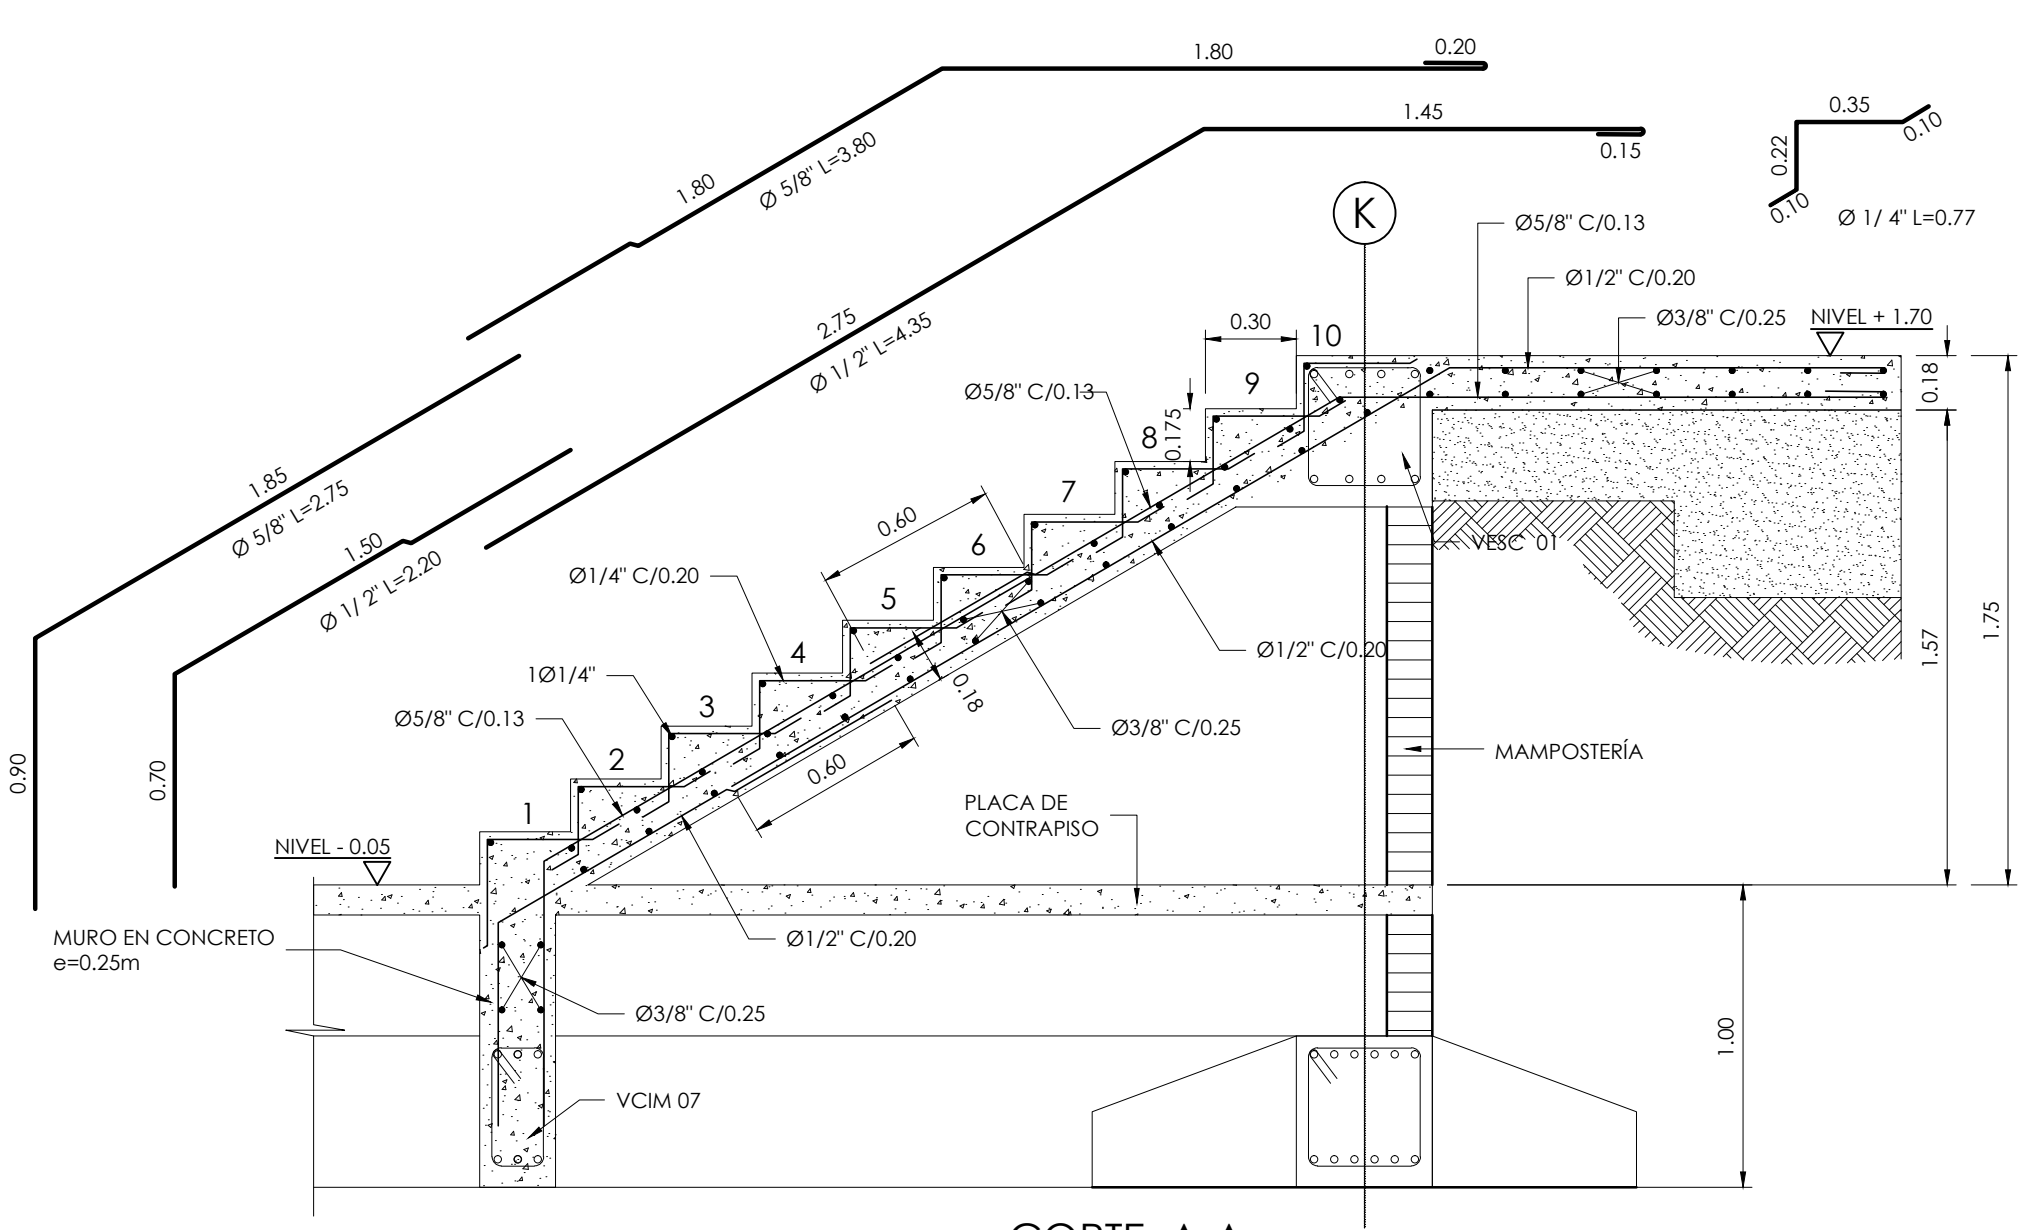 1.80
0.20
1.80
Ø 5/8" L=3.80
1.45
0.15
0.35
0.10
0.22
0.10
Ø 1/ 4" L=0.77
K
Ø5/8" C/0.13
Ø1/2" C/0.20
Ø3/8" C/0.25
NIVEL + 1.70
2.75
Ø 1/ 2" L=4.35
0.30
10
0.18
Ø5/8" C/0.13
9
0.175
8
1.85
Ø 5/8" L=2.75
7
0.60
1.50
Ø 1/ 2" L=2.20
VESC 01
6
Ø1/4" C/0.20
5
1.75
1.57
4
Ø1/2" C/0.20
1Ø1/4"
0.18
3
Ø5/8" C/0.13
Ø3/8" C/0.25
MAMPOSTERÍA
0.90
0.70
2
0.60
PLACA DE
CONTRAPISO
1
NIVEL - 0.05
MURO EN CONCRETO
e=0.25m
Ø1/2" C/0.20
Ø3/8" C/0.25
1.00
VCIM 07